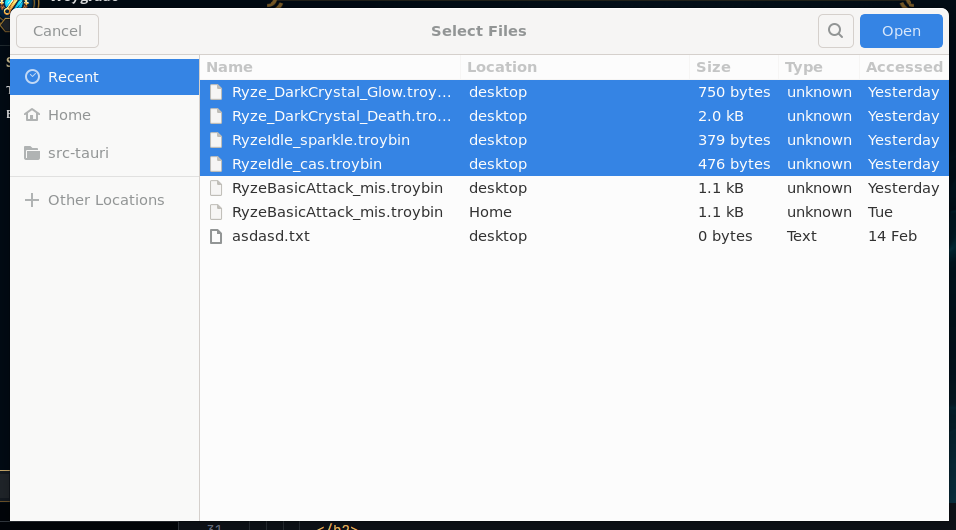 Cancel Select Files Open
Name Location Size Type Accessed
Recent
Home
src-tauri
Other Locations
Ryze_DarkCrystal_Glow.troy... desktop 750 bytes unknown Yesterday
Ryze_DarkCrystal_Death.tro... desktop 2.0 kB unknown Yesterday
RyzeIdle_sparkle.troybin desktop 379 bytes unknown Yesterday
RyzeIdle_cas.troybin desktop 476 bytes unknown Yesterday
RyzeBasicAttack_mis.troybin desktop 1.1 kB unknown Yesterday
RyzeBasicAttack_mis.troybin Home 1.1 kB unknown Tue
asdasd.txt desktop 0 bytes Text 14 Feb